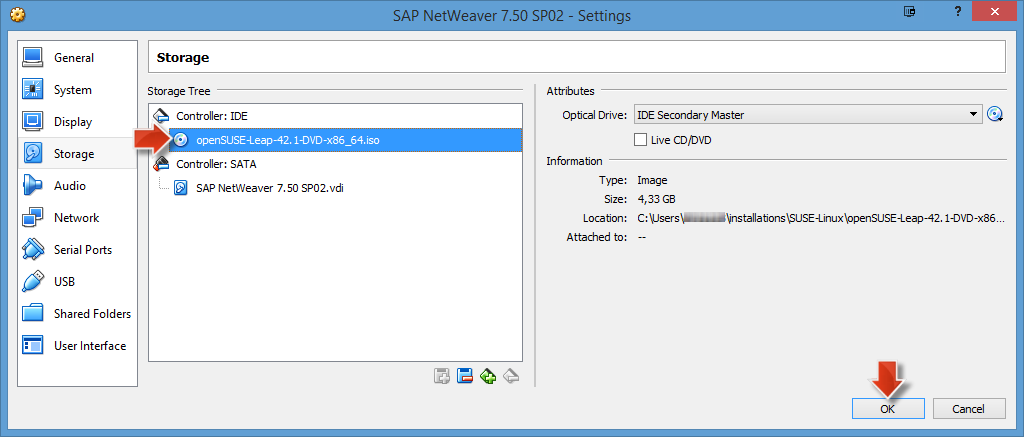 SAP NetWeaver 7.50 SP02 - Settings
?
General
System
Display
Storage
Audio
Network
Serial Ports
USB
Shared Folders
User Interface
Storage
Storage Tree
Controller: IDE
openSUSE-Leap-42.1-DVD-x86_64.iso
Controller: SATA
SAP NetWeaver 7.50 SP02.vdi
Attributes
Optical Drive: IDE Secondary Master
Live CD/DVD
Information
Type: Image
Size: 4,33 GB
Location: C:\Users\ \installations\SUSE-Linux\openSUSE-Leap-42.1-DVD-x86...
Attached to: --
OK
Cancel